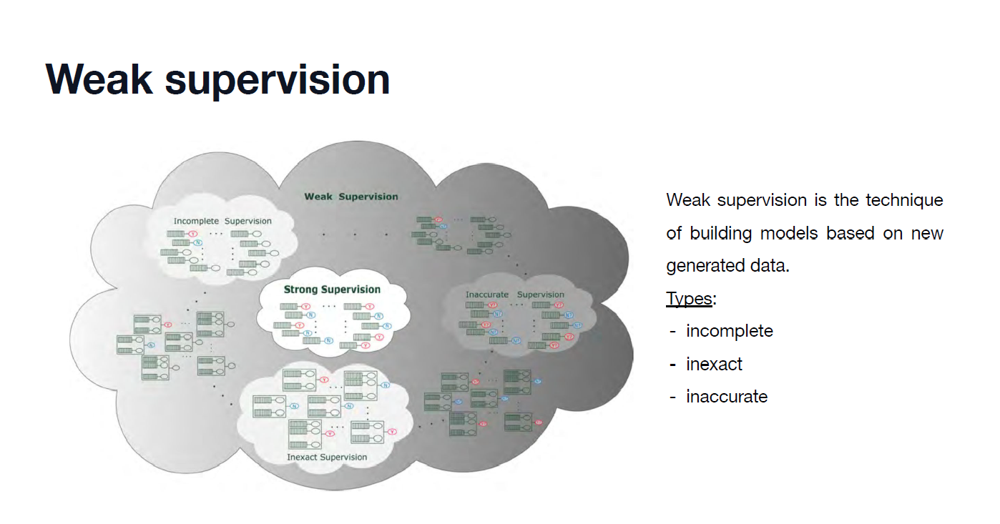 Weak supervision
Weak Supervision
Incomplete Supervision
Strong Supervision
Inaccurate Supervision
Inexact Supervision
Weak supervision is the technique
of building models based on new
generated data.
Types:
- incomplete
- inexact
- inaccurate